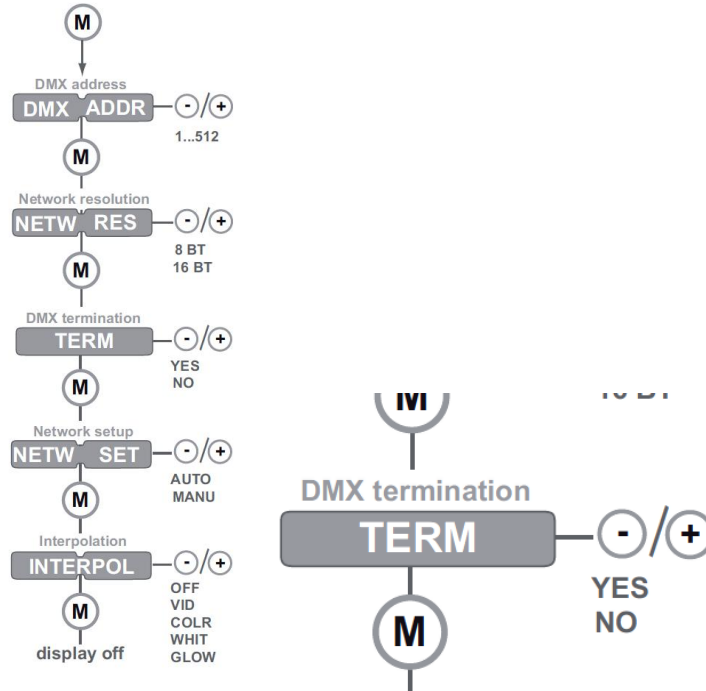 M
DMX address
DMX ADDR - / +
1...512
M
Network resolution
NETW RES - / +
8 BT
16 BT
M
DMX termination
TERM - / +
YES
NO
M
Network setup
NETW SET - / +
AUTO
MANU
M
Interpolation
INTERPOL - / +
OFF
VID
COLR
WHIT
GLOW
M
display off
M
DMX termination
TERM - / +
YES
NO
M